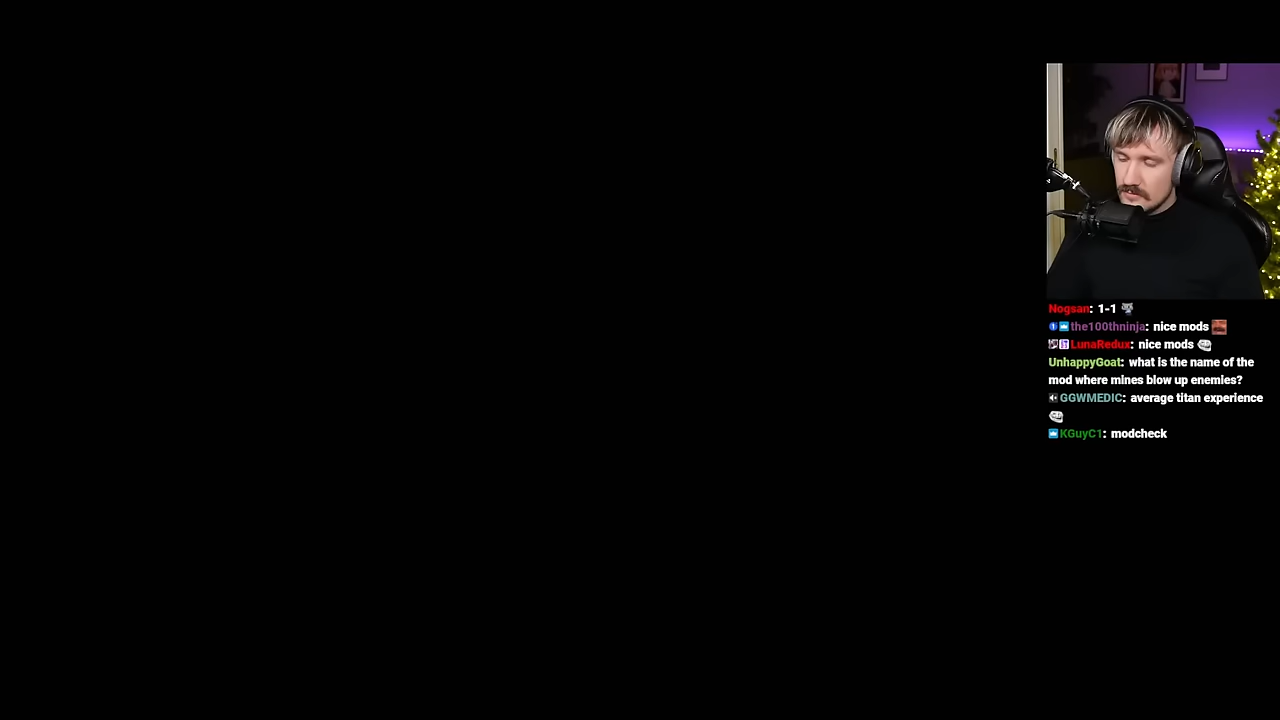 Nogsan: 1-1
the100thninja: nice mods
LunaRedux: nice mods
UnhappyGoat: what is the name of the
mod where mines blow up enemies?
GGWMEDIC: average titan experience
KGuyC1: modcheck